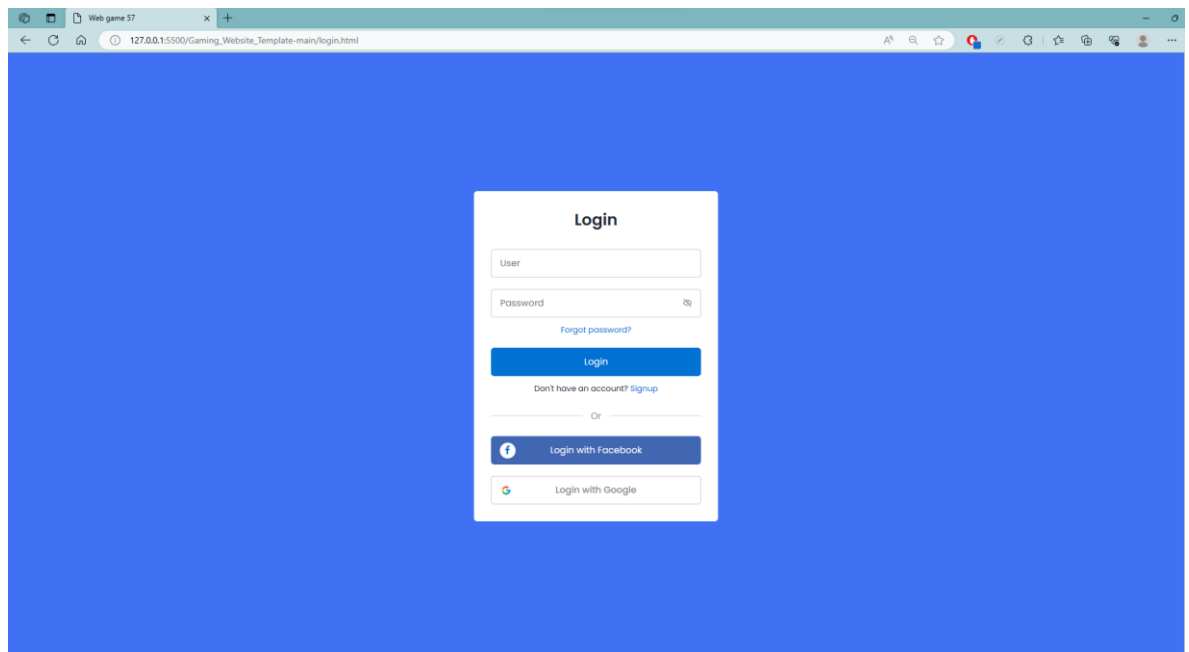 Web game 57
127.0.0.1:5500/Gaming_Website_Template-main/login.html
Login
User
Password
Forgot password?
Login
Don't have an account? Signup
Or
Login with Facebook
Login with Google